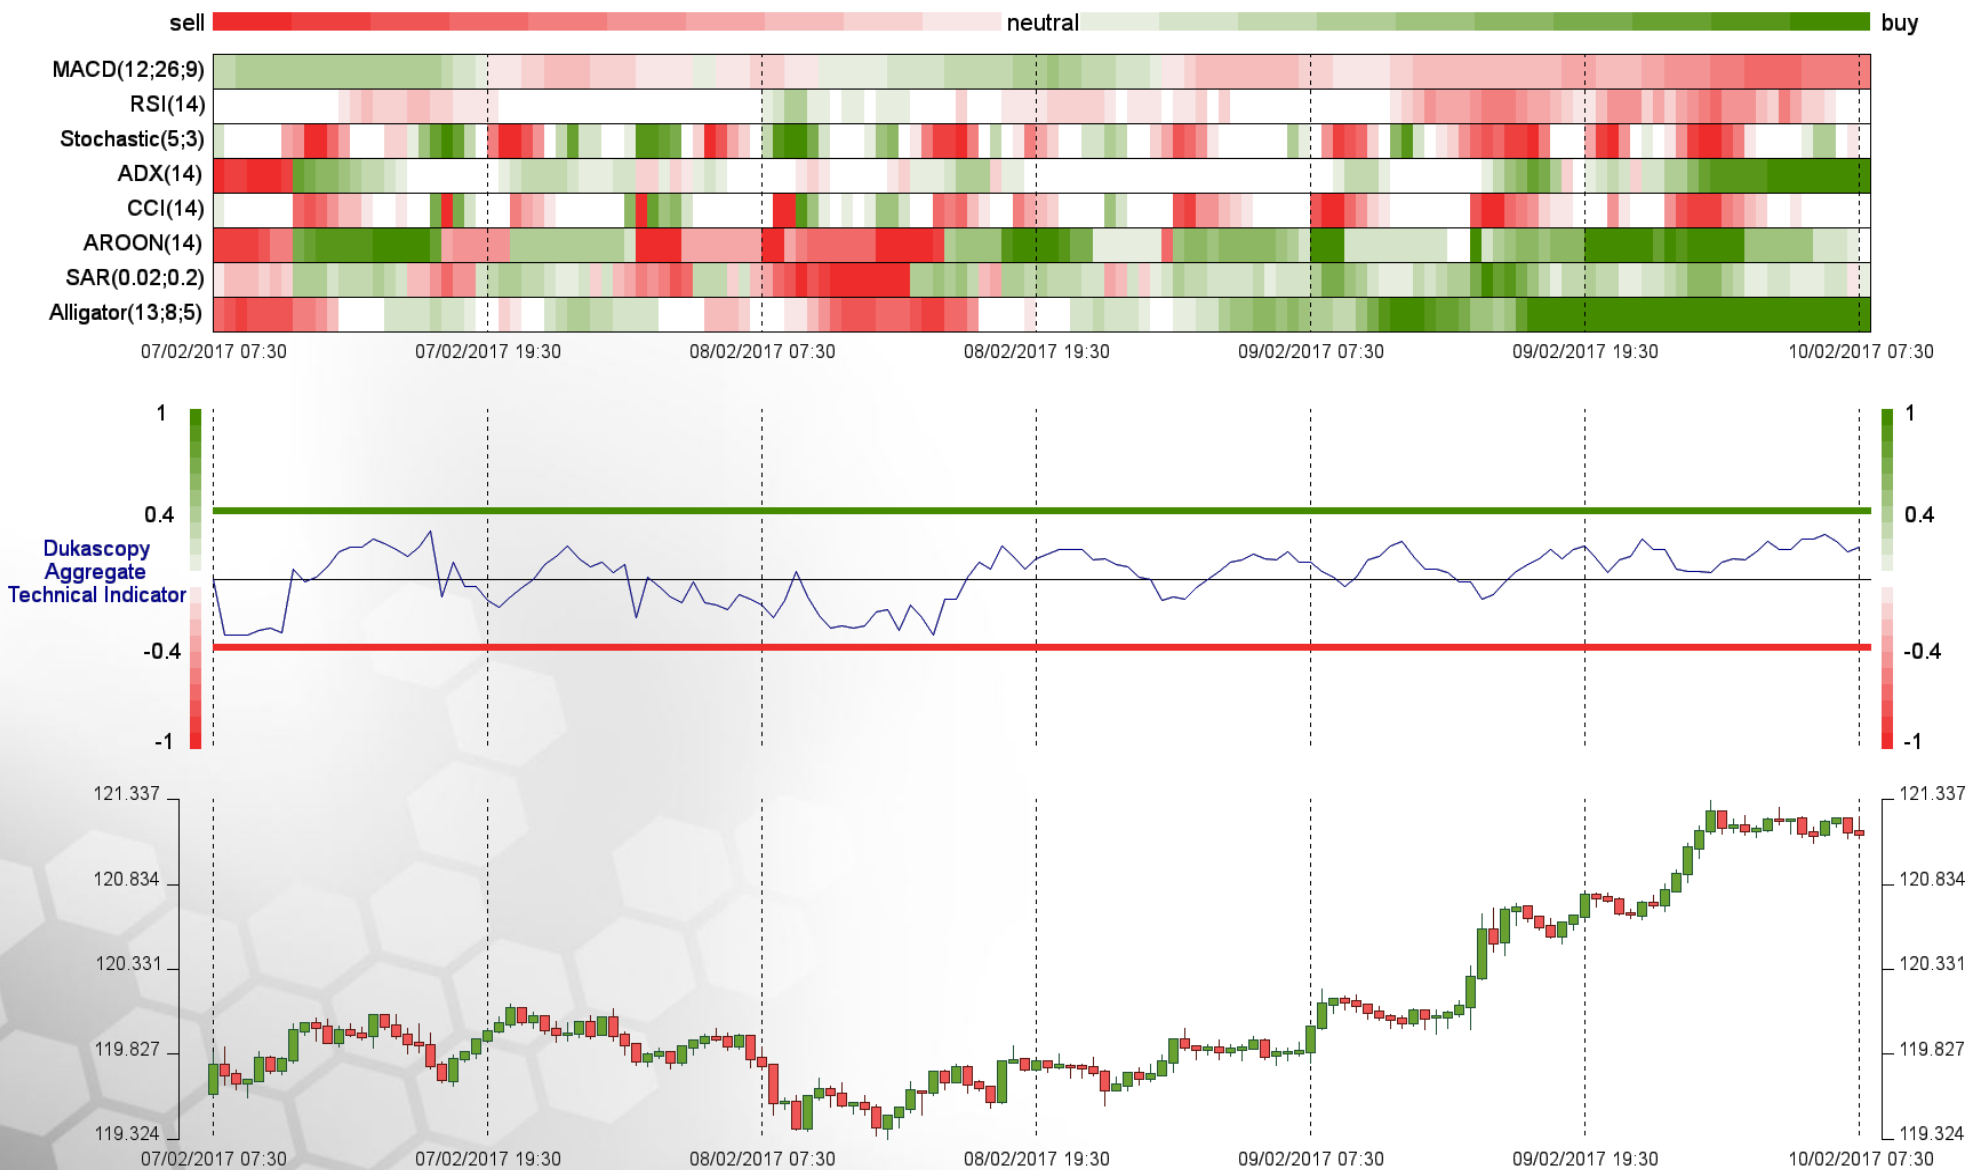 sell neutral buy
MACD(12;26;9)
RSI(14)
Stochastic(5;3)
ADX(14)
CCI(14)
AROON(14)
SAR(0.02;0.2)
Alligator(13;8;5)
07/02/2017 07:30 07/02/2017 19:30 08/02/2017 07:30 08/02/2017 19:30 09/02/2017 07:30 09/02/2017 19:30 10/02/2017 07:30
1 1
0.4 0.4
Dukascopy
Aggregate
Technical Indicator
-0.4 -0.4
-1 -1
121.337 121.337
120.834 120.834
120.331 120.331
119.827 119.827
119.324 119.324
07/02/2017 07:30 07/02/2017 19:30 08/02/2017 07:30 08/02/2017 19:30 09/02/2017 07:30 09/02/2017 19:30 10/02/2017 07:30